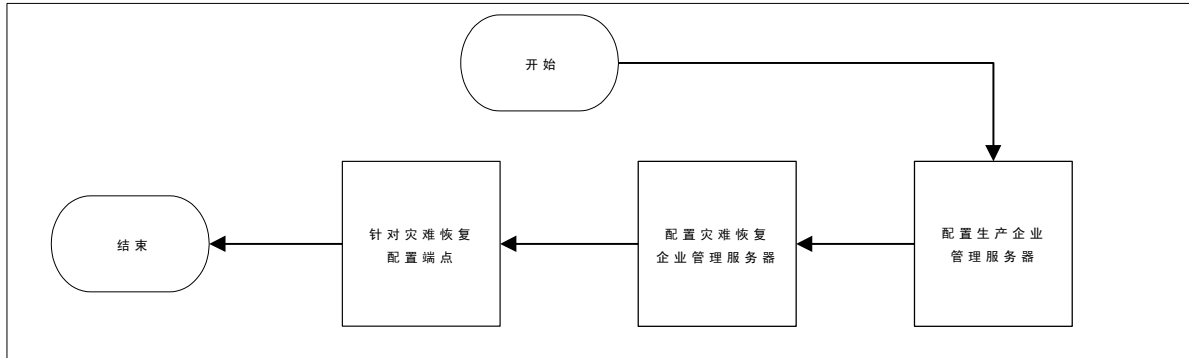 开始
结束
针对灾难恢复
配置端点
配置灾难恢复
企业管理服务器
配置生产企业
管理服务器